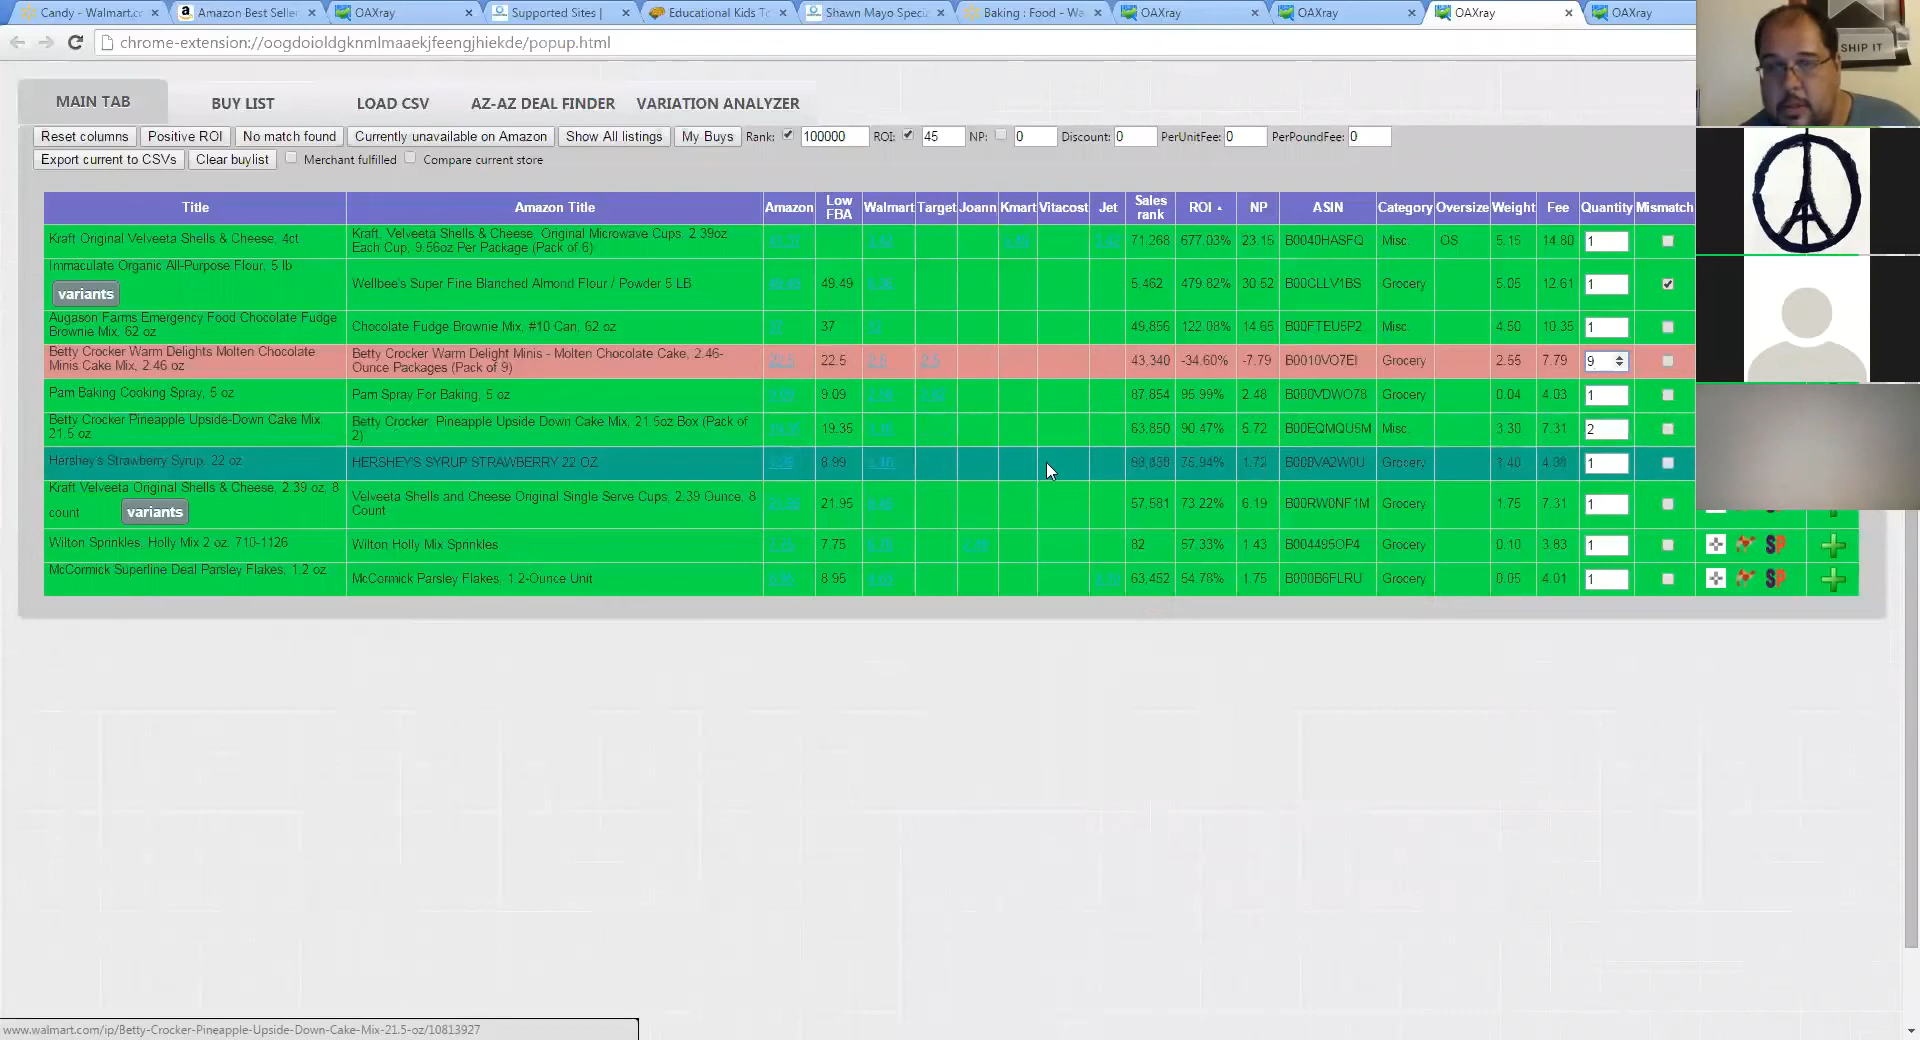 Candy - Walmart.c
Amazon Best Selle
OAXray
Supported Sites |
Educational Kids T
Shawn Mayo Speci
Baking : Food - Wa
OAXray
OAXray
OAXray
OAXray
chrome-extension://oogdoioldgknmlmaaekjfeengjhiekde/popup.html
SHIP IT
MAIN TAB
BUY LIST
LOAD CSV
AZ-AZ DEAL FINDER
VARIATION ANALYZER
Reset columns
Positive ROI
No match found
Currently unavailable on Amazon
Show All listings
My Buys
Rank: 100000
ROI: 45
NP: 0
Discount: 0
PerUnitFee: 0
PerPoundFee: 0
Export current to CSVs
Clear buylist
Merchant fulfilled
Compare current store
Title Amazon Title Amazon Low FBA Walmart Target Joann Kmart Vitacost Jet Sales rank ROI NP ASIN Category Oversize Weight Fee Quantity Mismatch
Kraft Original Velveeta Shells & Cheese, 4ct
Kraft, Velveeta Shells & Cheese, Original Microwave Cups, 2.39oz
Each Cup, 9.56oz Per Package (Pack of 6)
71,268 677.03% 23.15 B0040HASFQ Misc. OS 5.15 14.80 1
Immaculate Organic All-Purpose Flour, 5 lb
variants
Wellbee's Super Fine Blanched Almond Flour / Powder 5 LB
49.49 5,462 479.82% 30.52 B00CLLV1BS Grocery 5.05 12.61 1
Augason Farms Emergency Food Chocolate Fudge
Brownie Mix, 62 oz
Chocolate Fudge Brownie Mix, #10 Can, 62 oz
37 37 49,856 122.08% 14.65 B00FTEU5P2 Misc. 4.50 10.35 1
Betty Crocker Warm Delights Molten Chocolate
Minis Cake Mix, 2.46 oz
Betty Crocker Warm Delight Minis - Molten Chocolate Cake, 2.46-
Ounce Packages (Pack of 9)
22.5 22.5 2.5 2.5 43,340 -34.60% -7.79 B0010VO7EI Grocery 2.55 7.79 9
Pam Baking Cooking Spray, 5 oz
Pam Spray For Baking, 5 oz
9.09 9.09 87,854 95.99% 2.48 B000VDWO78 Grocery 0.04 4.03 1
Betty Crocker Pineapple Upside-Down Cake Mix,
21.5 oz
Betty Crocker Pineapple Upside Down Cake Mix, 21.5oz Box (Pack of
2)
19.35 63,850 90.47% 5.72 B00EQMQU5M Misc. 3.30 7.31 2
Hershey's Strawberry Syrup, 22 oz
HERSHEY'S SYRUP STRAWBERRY 22 OZ
8.99 75.94% 1.72 Grocery 1.40 1
Kraft Velveeta Original Shells & Cheese, 2.39 oz, 8
count
variants
Velveeta Shells and Cheese Original Single Serve Cups, 2.39 Ounce, 8
Count
21.95 57,581 73.22% 6.19 B00RW0NF1M Grocery 1.75 7.31 1
Wilton Sprinkles, Holly Mix 2 oz. 710-1126
Wilton Holly Mix Sprinkles
7.75 7.75 82 57.33% 1.43 B004495OP4 Grocery 0.10 3.83 1 SP
McCormick Superline Deal Parsley Flakes, 1.2 oz
McCormick Parsley Flakes, 1.2-Ounce Unit
8.95 63,452 54.78% 1.75 B000B6FLRU Grocery 0.05 4.01 1 SP
www.walmart.com/ip/Betty-Crocker-Pineapple-Upside-Down-Cake-Mix-21.5-oz/10813927